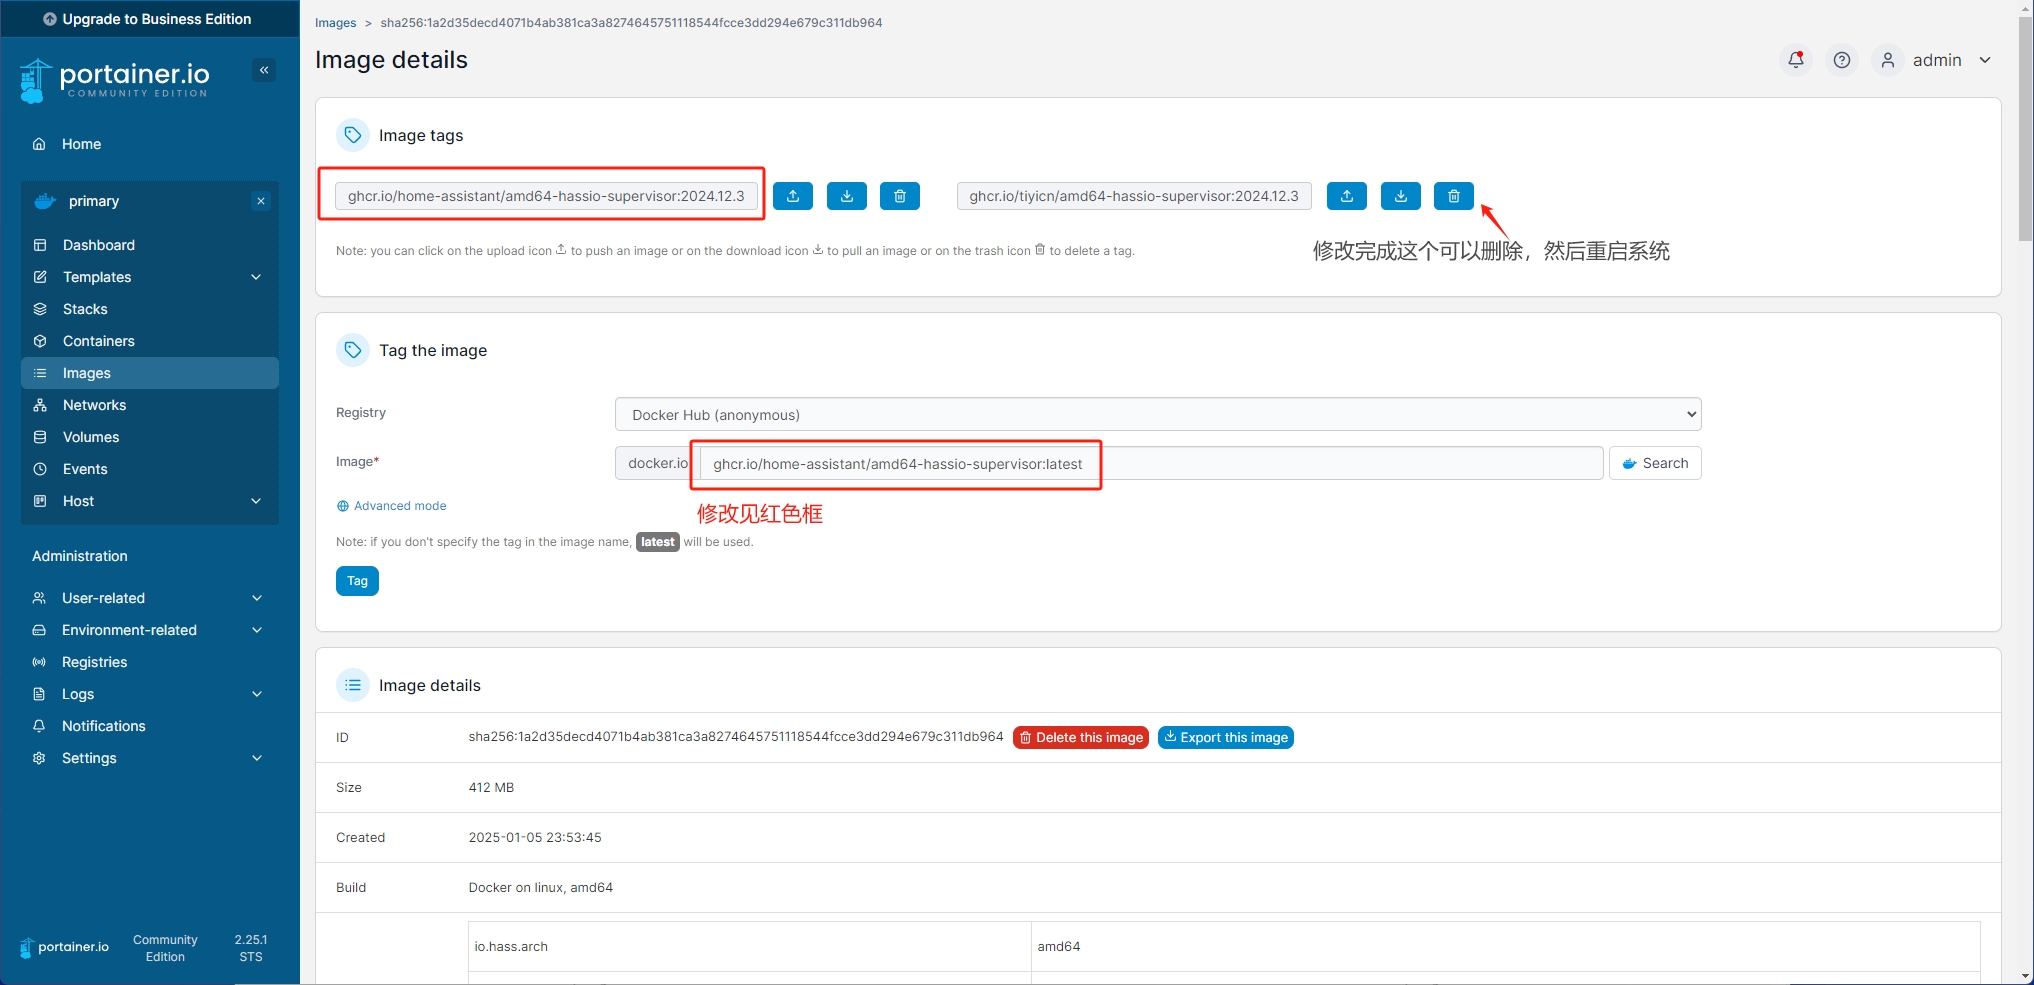 Upgrade to Business Edition
portainer.io
COMMUNITY EDITION
Home
primary
Dashboard
Templates
Stacks
Containers
Images
Networks
Volumes
Events
Host
Administration
User-related
Environment-related
Registries
Logs
Notifications
Settings
portainer.io
Community Edition
2.25.1 STS
Images > sha256:1a2d35decd4071b4ab381ca3a8274645751118544fcce3dd294e679c311db964
Image details
admin
Image tags
ghcr.io/home-assistant/amd64-hassio-supervisor:2024.12.3
ghcr.io/tiyicn/amd64-hassio-supervisor:2024.12.3
Note: you can click on the upload icon to push an image or on the download icon to pull an image or on the trash icon to delete a tag.
修改完成这个可以删除，然后重启系统
Tag the image
Registry
Docker Hub (anonymous)
Image*
docker.io
ghcr.io/home-assistant/amd64-hassio-supervisor:latest
Search
Advanced mode
修改见红色框
Note: if you don't specify the tag in the image name, latest will be used.
Tag
Image details
ID
sha256:1a2d35decd4071b4ab381ca3a8274645751118544fcce3dd294e679c311db964
Delete this image
Export this image
Size
412 MB
Created
2025-01-05 23:53:45
Build
Docker on linux, amd64
io.hass.arch
amd64